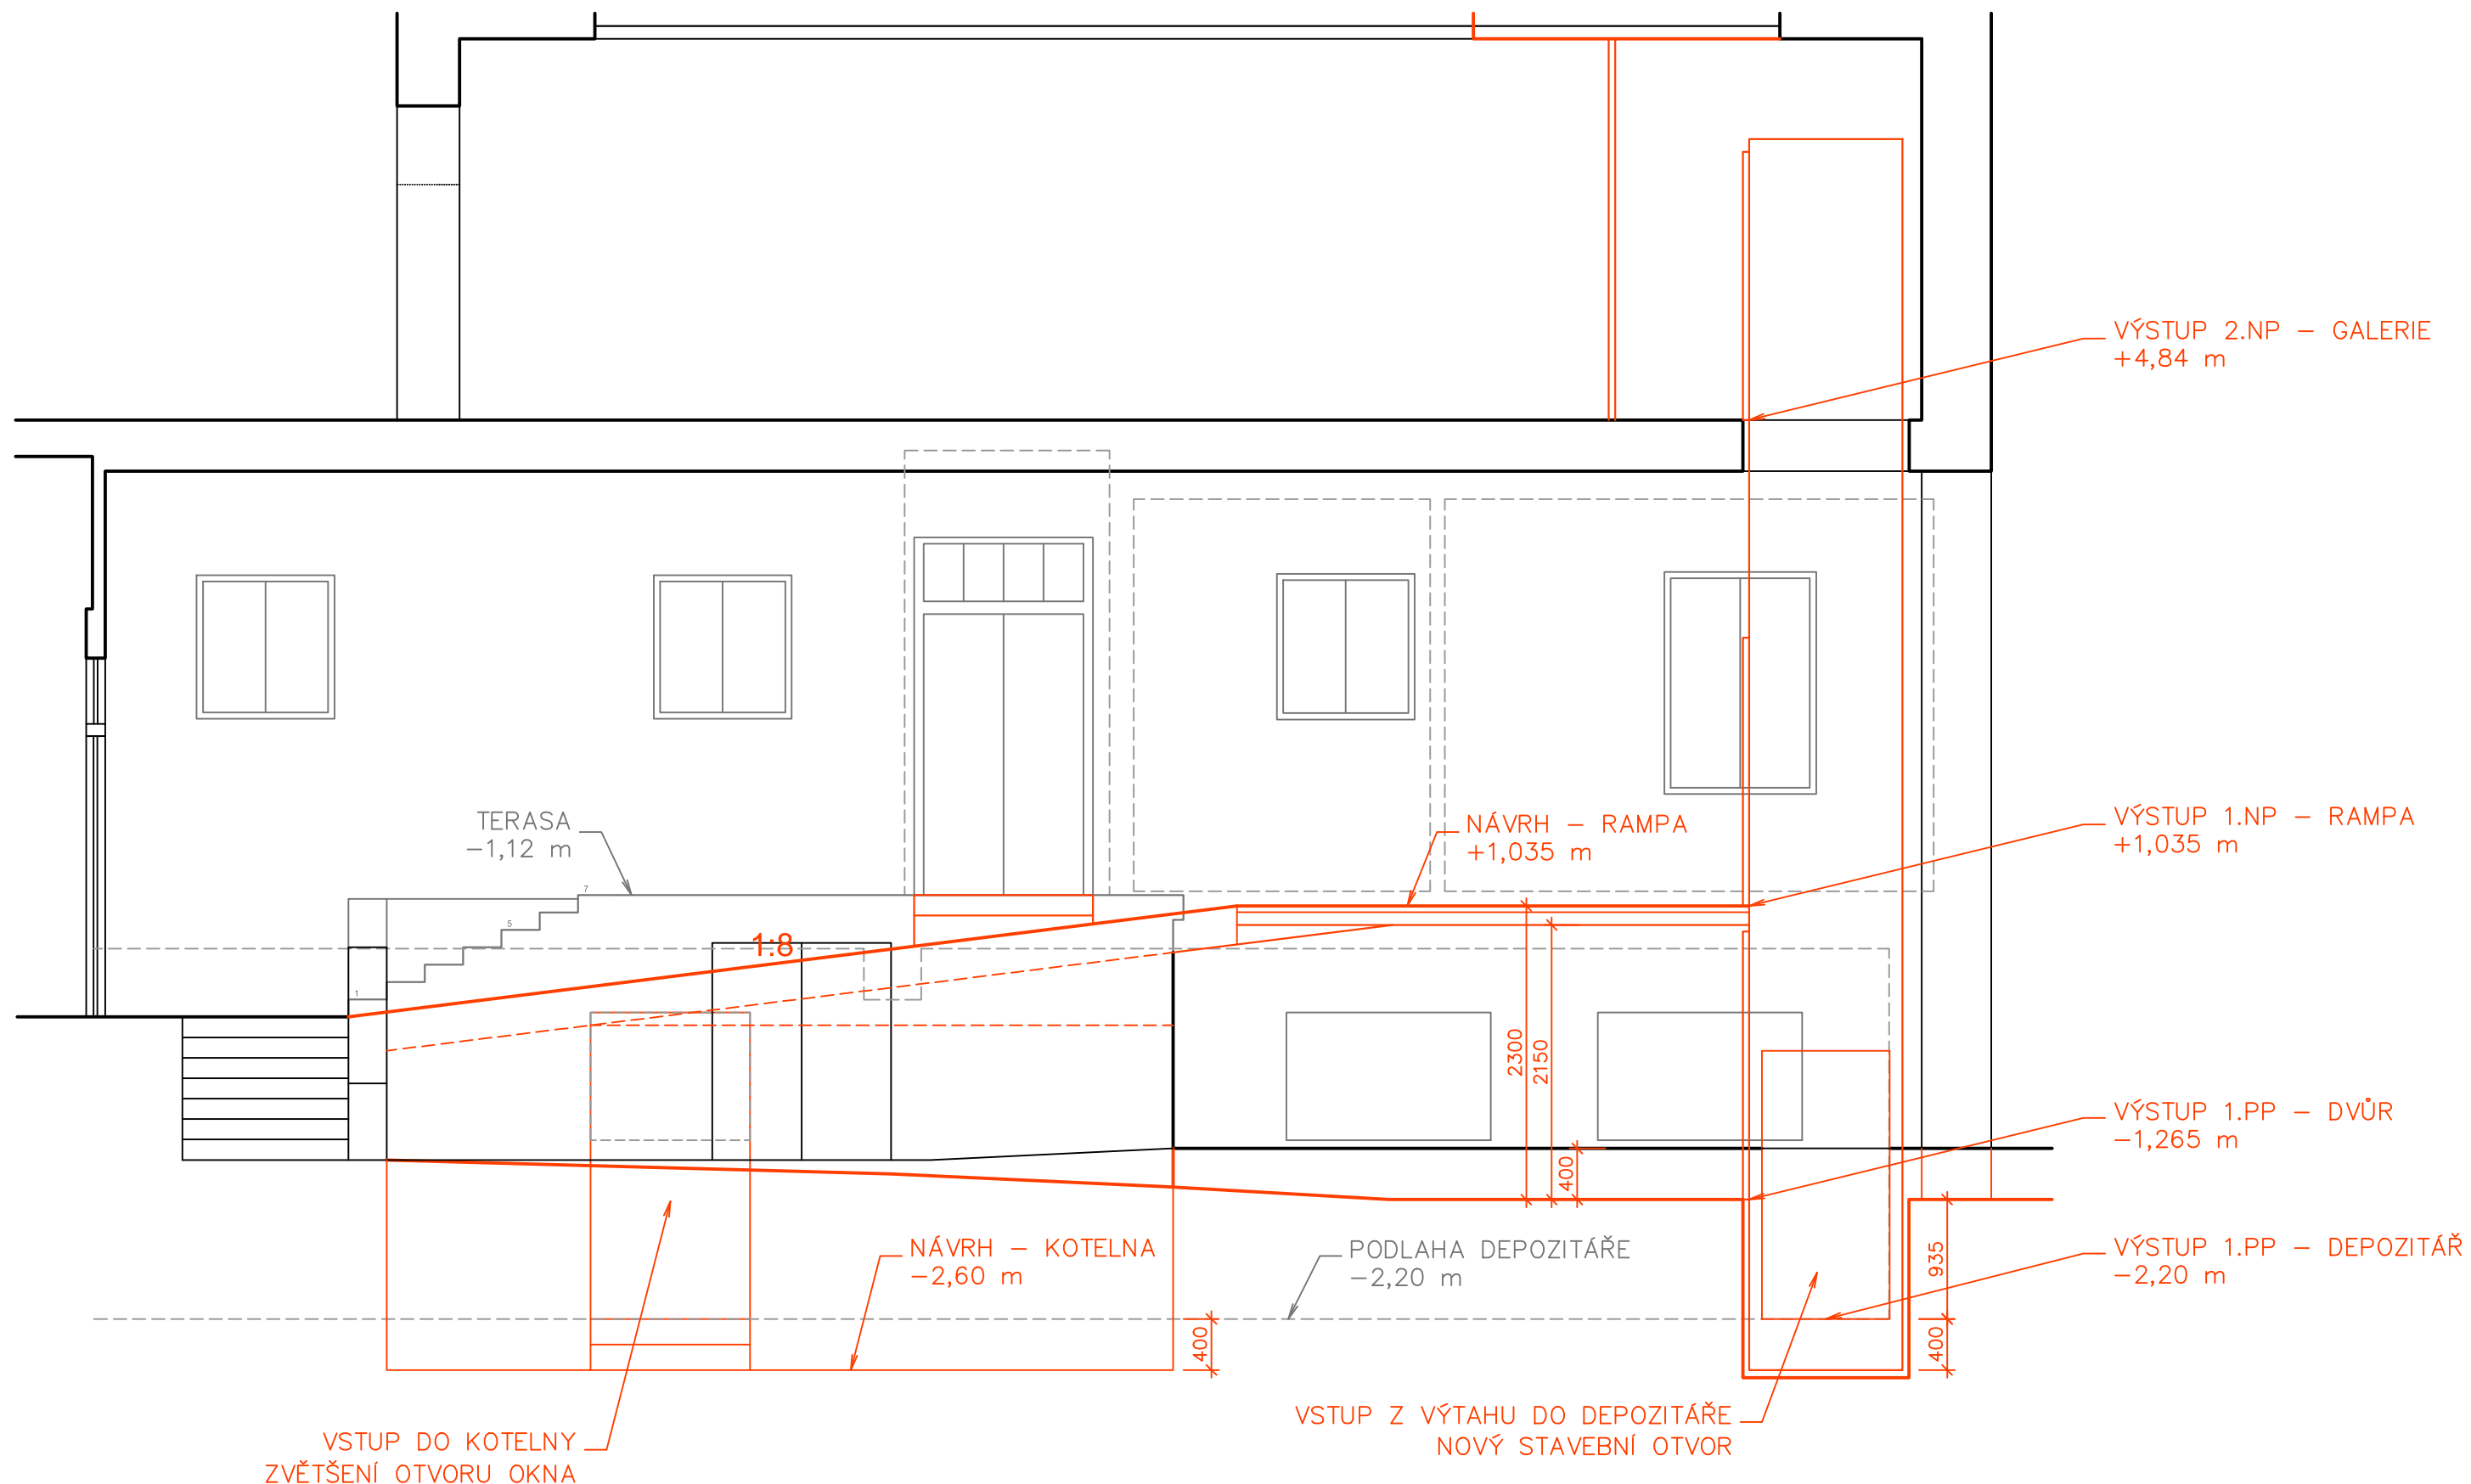 VÝSTUP 2.NP – GALERIE
+4,84 m
TERASA
–1,12 m
NÁVRH – RAMPA
+1,035 m
VÝSTUP 1.NP – RAMPA
+1,035 m
7
5
1
1:8
2300
2150
400
VÝSTUP 1.PP – DVŮR
–1,265 m
NÁVRH – KOTELNA
–2,60 m
PODLAHA DEPOZITÁŘE
–2,20 m
935
VÝSTUP 1.PP – DEPOZITÁŘ
–2,20 m
400
400
VSTUP Z VÝTAHU DO DEPOZITÁŘE
NOVÝ STAVEBNÍ OTVOR
VSTUP DO KOTELNY
ZVĚTŠENÍ OTVORU OKNA